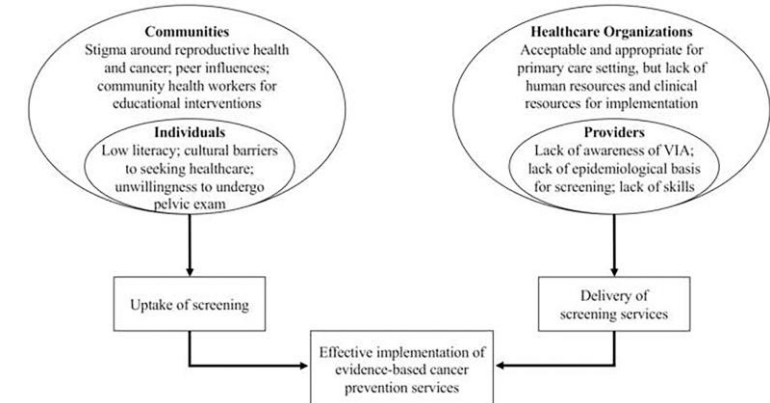 Communities
Stigma around reproductive health
and cancer; peer influences;
community health workers for
educational interventions
Individuals
Low literacy; cultural barriers
to seeking healthcare;
unwillingness to undergo
pelvic exam
Healthcare Organizations
Acceptable and appropriate for
primary care setting, but lack of
human resources and clinical
resources for implementation
Providers
Lack of awareness of VIA;
lack of epidemiological basis
for screening; lack of skills
Uptake of screening
Delivery of
screening services
Effective implementation of
evidence-based cancer
prevention services